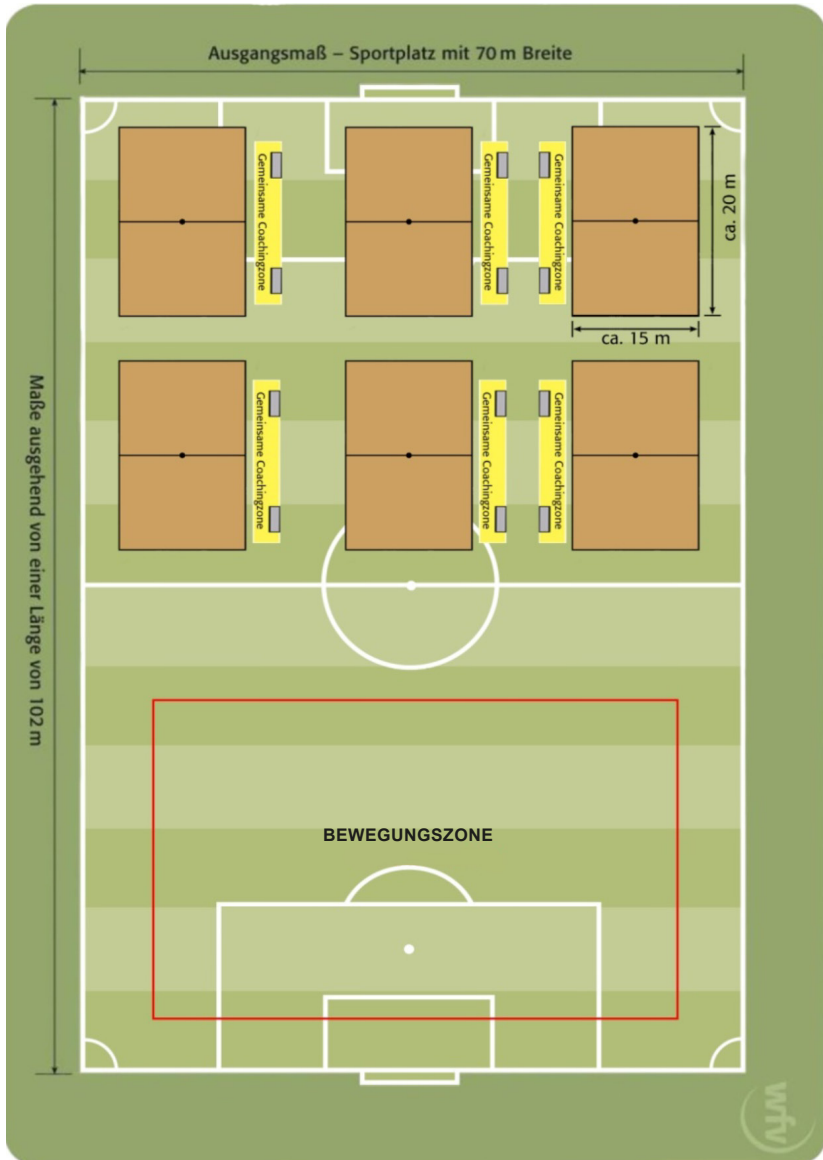 Ausgangsmaß – Sportplatz mit 70 m Breite
Gemeinsame Coachingzone
Gemeinsame Coachingzone
Gemeinsame Coachingzone
ca. 20 m
ca. 15 m
Maße ausgehend von einer Länge von 102 m
Gemeinsame Coachingzone
Gemeinsame Coachingzone
Gemeinsame Coachingzone
BEWEGUNGSZONE
wfv